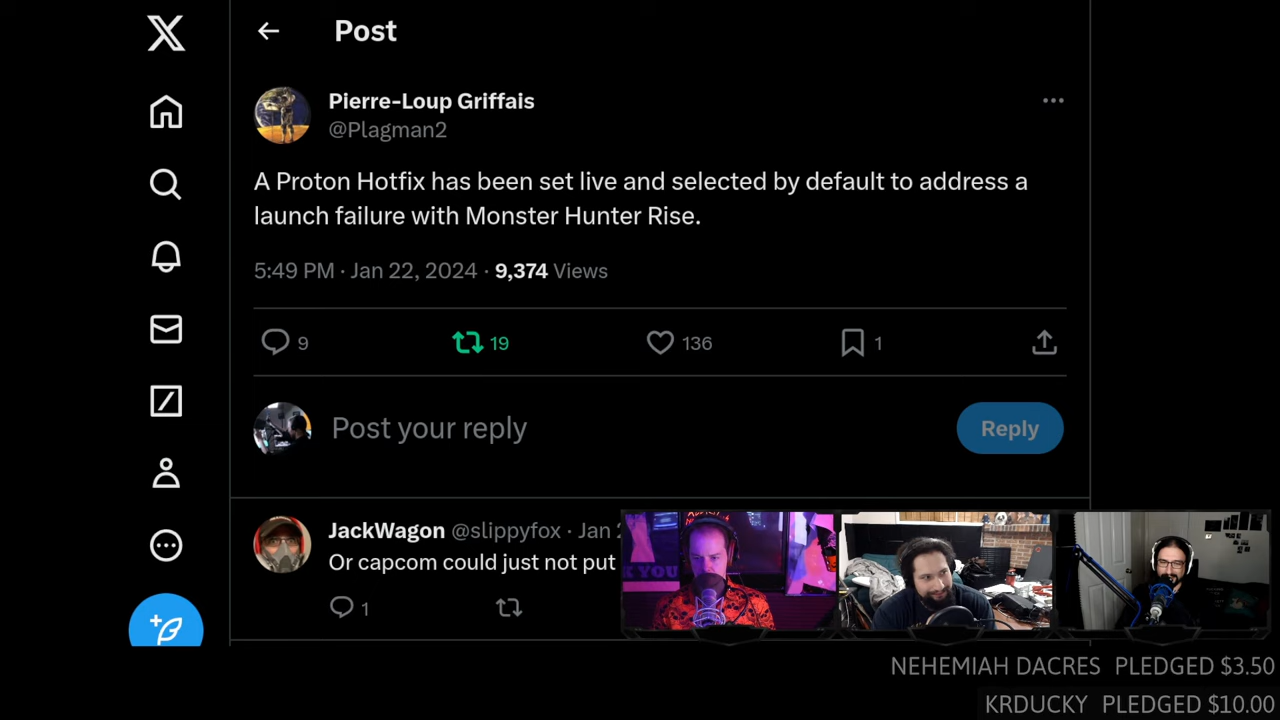 Post
Pierre-Loup Griffais
@Plagman2
A Proton Hotfix has been set live and selected by default to address a
launch failure with Monster Hunter Rise.
5:49 PM · Jan 22, 2024 · 9,374 Views
9 19 136 1
Post your reply
Reply
JackWagon @slippyfox · Jan
Or capcom could just not put
1
K YOU
NEHEMIAH DACRES PLEDGED $3.50
KRDUCKY PLEDGED $10.00